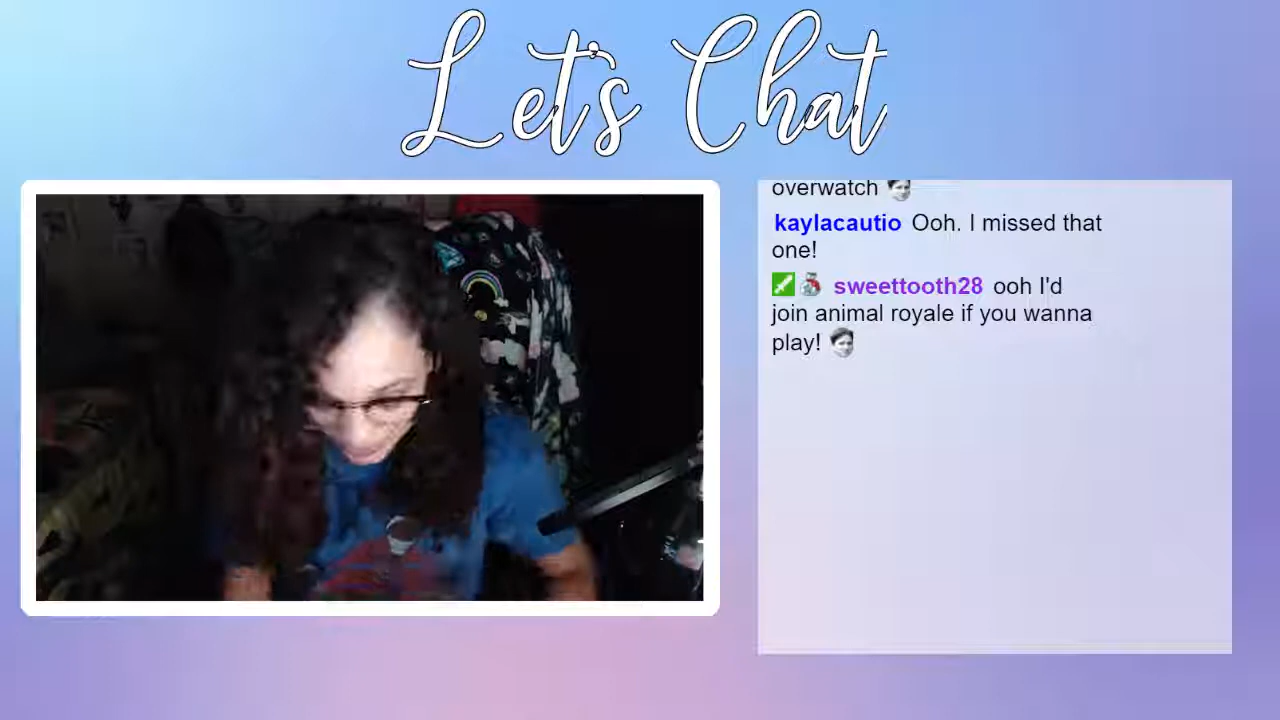 Let's Chat
overwatch
kaylacautio Ooh. I missed that
one!
sweettooth28 ooh I'd
join animal royale if you wanna
play!